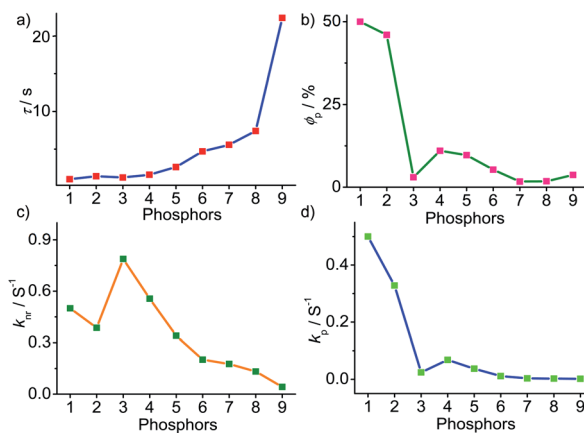 a)
τ / s
20
10
1 2 3 4 5 6 7 8 9
Phosphors
b)
ϕp / %
50
25
0
1 2 3 4 5 6 7 8 9
Phosphors
c)
knr / S-1
0.9
0.6
0.3
0.0
1 2 3 4 5 6 7 8 9
Phosphors
d)
kp / S-1
0.4
0.2
0.0
1 2 3 4 5 6 7 8 9
Phosphors